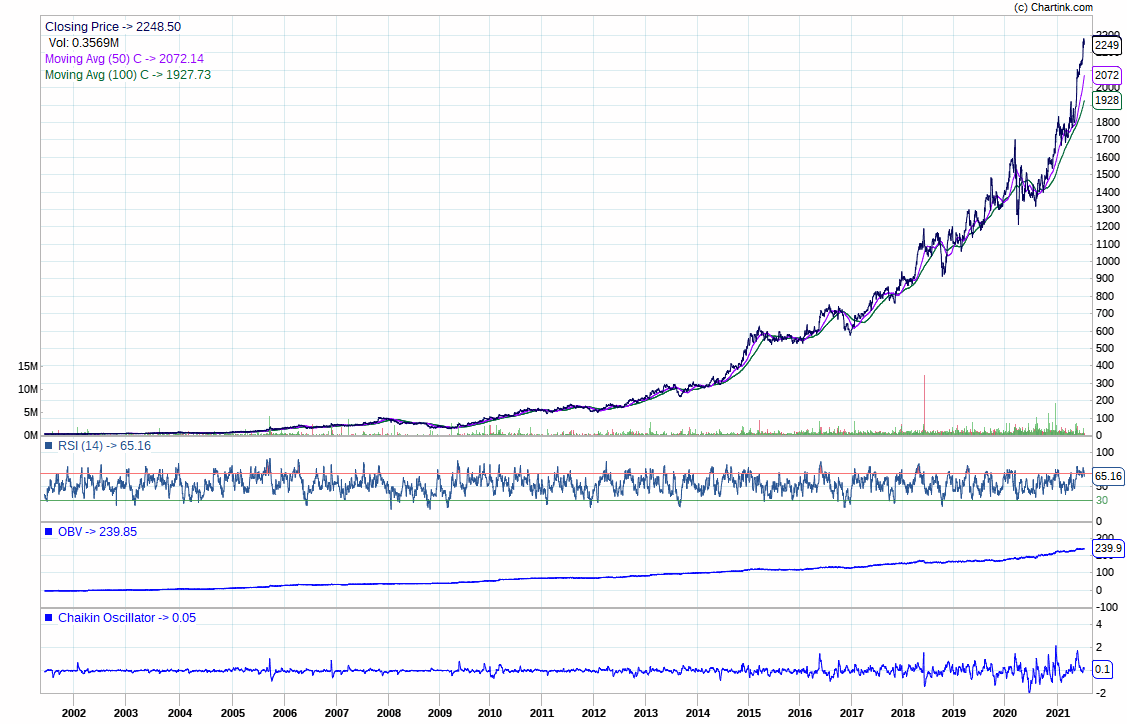 (c) Chartink.com
Closing Price -> 2248.50
Vol: 0.3569M
Moving Avg (50) C -> 2072.14
Moving Avg (100) C -> 1927.73
2249
2072
2000
1928
1800
1700
1600
1500
1400
1300
1200
1100
1000
900
800
700
600
500
400
300
200
100
0
15M
10M
5M
0M
RSI (14) -> 65.16
100
65.16
50
30
0
OBV -> 239.85
200
239.9
100
0
-100
Chaikin Oscillator -> 0.05
4
2
0.1
-2
2002 2003 2004 2005 2006 2007 2008 2009 2010 2011 2012 2013 2014 2015 2016 2017 2018 2019 2020 2021